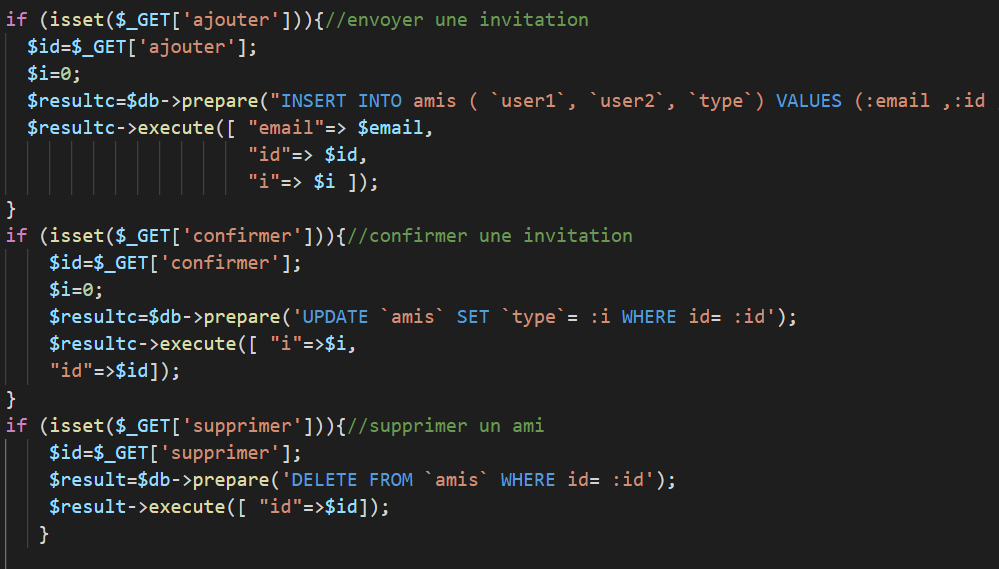 if (isset($_GET['ajouter'])){//envoyer une invitation
$id=$_GET['ajouter'];
$i=0;
$resultc=$db->prepare("INSERT INTO amis ( `user1`, `user2`, `type`) VALUES (:email ,:id
$resultc->execute([ "email"=> $email,
"id"=> $id,
"i"=> $i ]);
}
if (isset($_GET['confirmer'])){//confirmer une invitation
$id=$_GET['confirmer'];
$i=0;
$resultc=$db->prepare('UPDATE `amis` SET `type`= :i WHERE id= :id');
$resultc->execute([ "i"=>$i,
"id"=>$id]);
}
if (isset($_GET['supprimer'])){//supprimer un ami
$id=$_GET['supprimer'];
$result=$db->prepare('DELETE FROM `amis` WHERE id= :id');
$result->execute([ "id"=>$id]);
}